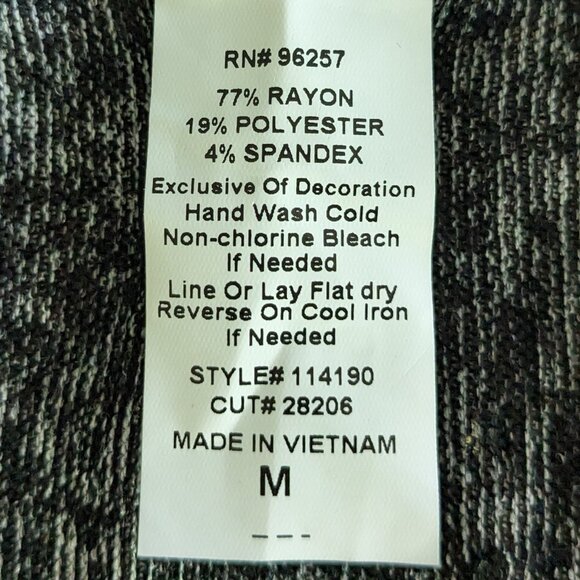 RN# 96257
77% RAYON
19% POLYESTER
4% SPANDEX
Exclusive Of Decoration
Hand Wash Cold
Non-chlorine Bleach
If Needed
Line Or Lay Flat dry
Reverse On Cool Iron
If Needed
STYLE# 114190
CUT# 28206
MADE IN VIETNAM
M
---